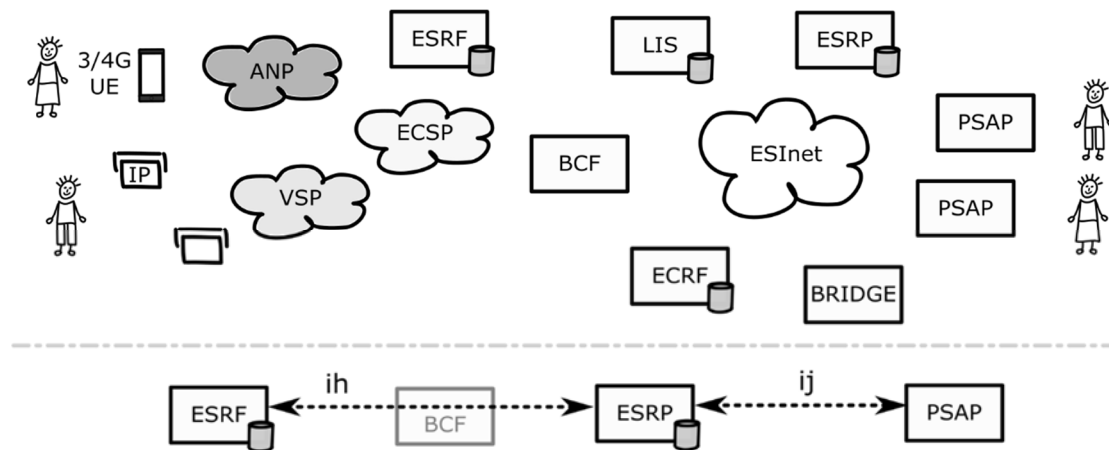 ESRF
LIS
ESRP
3/4G
UE
ANP
PSAP
ECSP
BCF
ESInet
IP
VSP
PSAP
ECRF
BRIDGE
ih
ij
ESRF
BCF
ESRP
PSAP